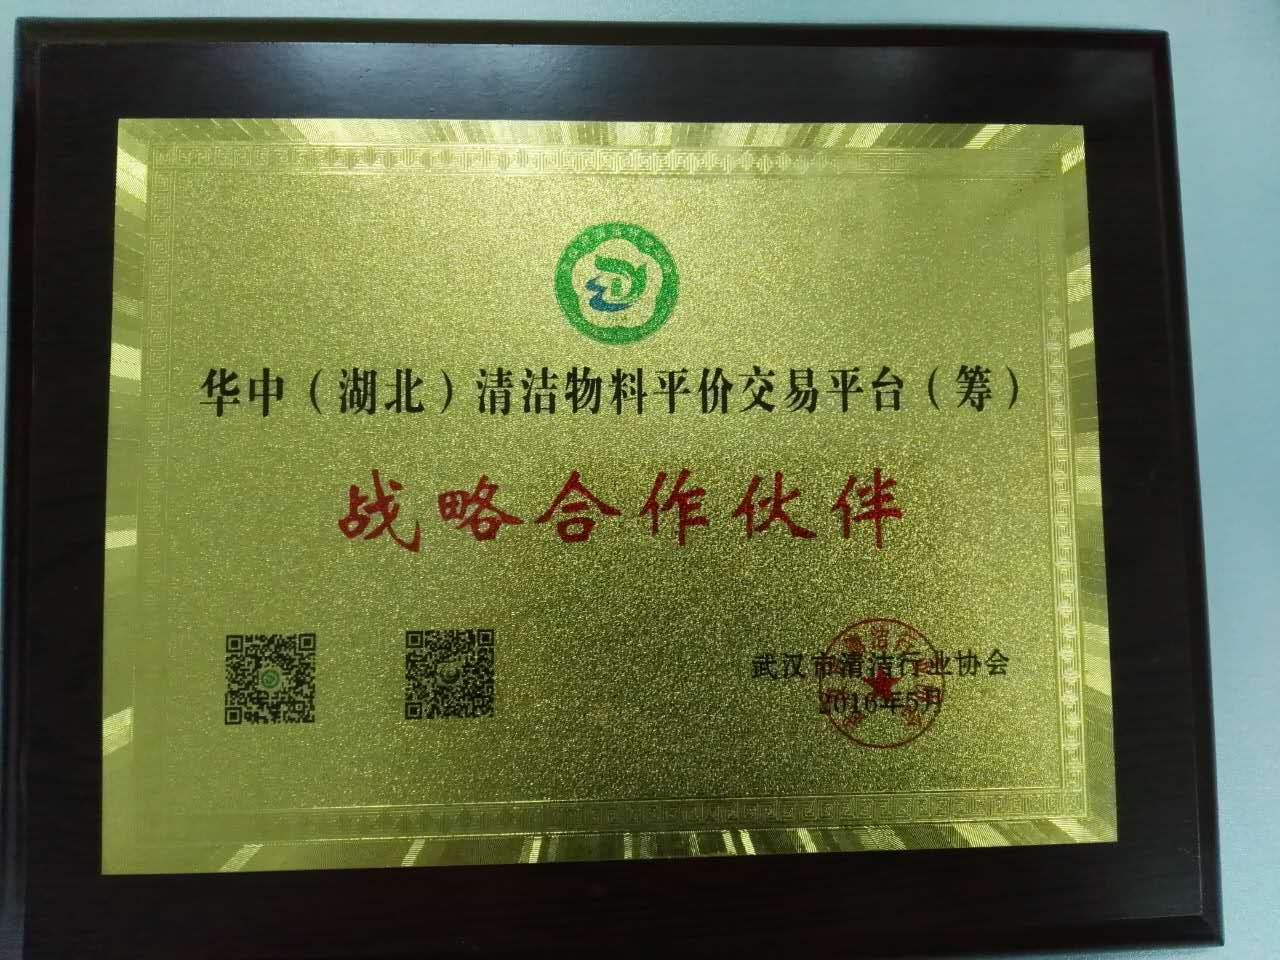 华中（湖北）清洁物料平价交易平台（筹）
战略合作伙伴
武汉市清洁行业协会
2016年5月